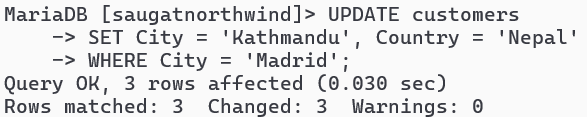 MariaDB [saugatnorthwind]> UPDATE customers
    -> SET City = 'Kathmandu', Country = 'Nepal'
    -> WHERE City = 'Madrid';
Query OK, 3 rows affected (0.030 sec)
Rows matched: 3  Changed: 3  Warnings: 0